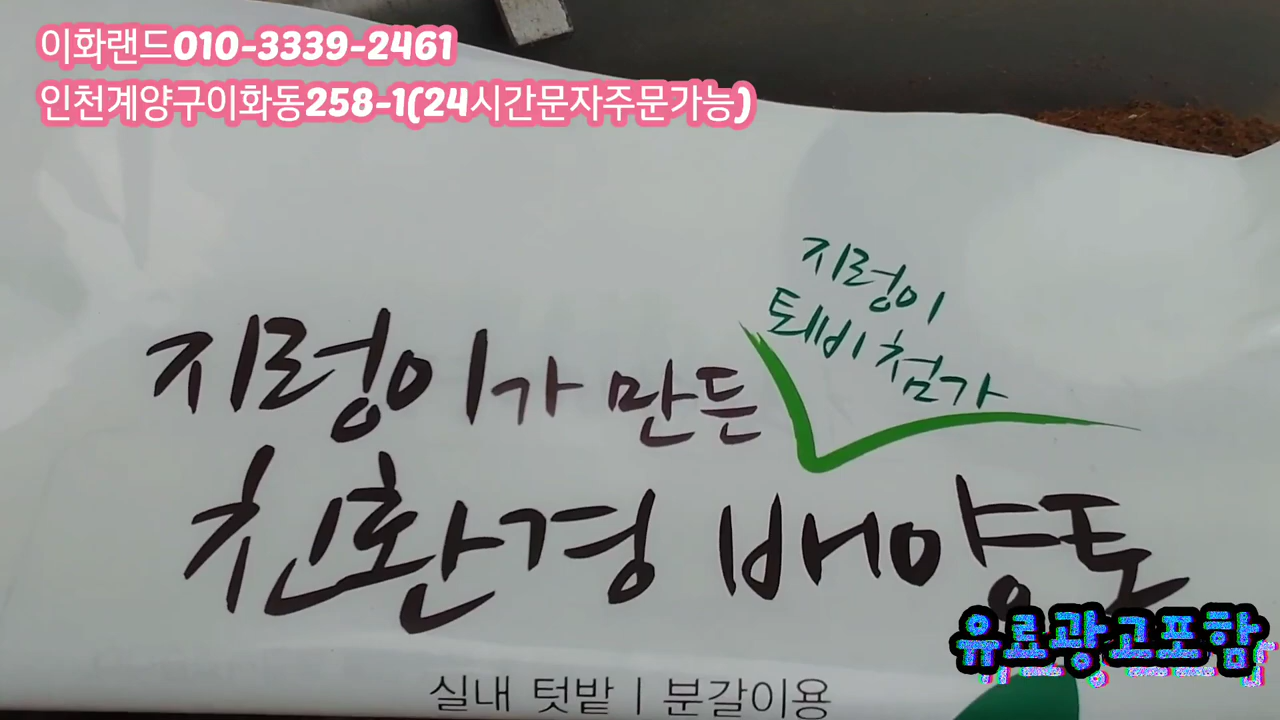 이화랜드010-3339-2461
인천계양구이화동258-1(24시간문자주문가능)
지렁이
퇴비 첨가
지렁이가 만든
친환경 배양토
유료광고포함
실내 텃밭 | 분갈이용